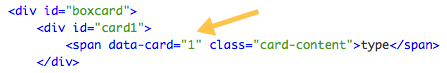 <div id="boxcard">
<div id="card1">
<span data-card="1" class="card-content">type</span>
</div>